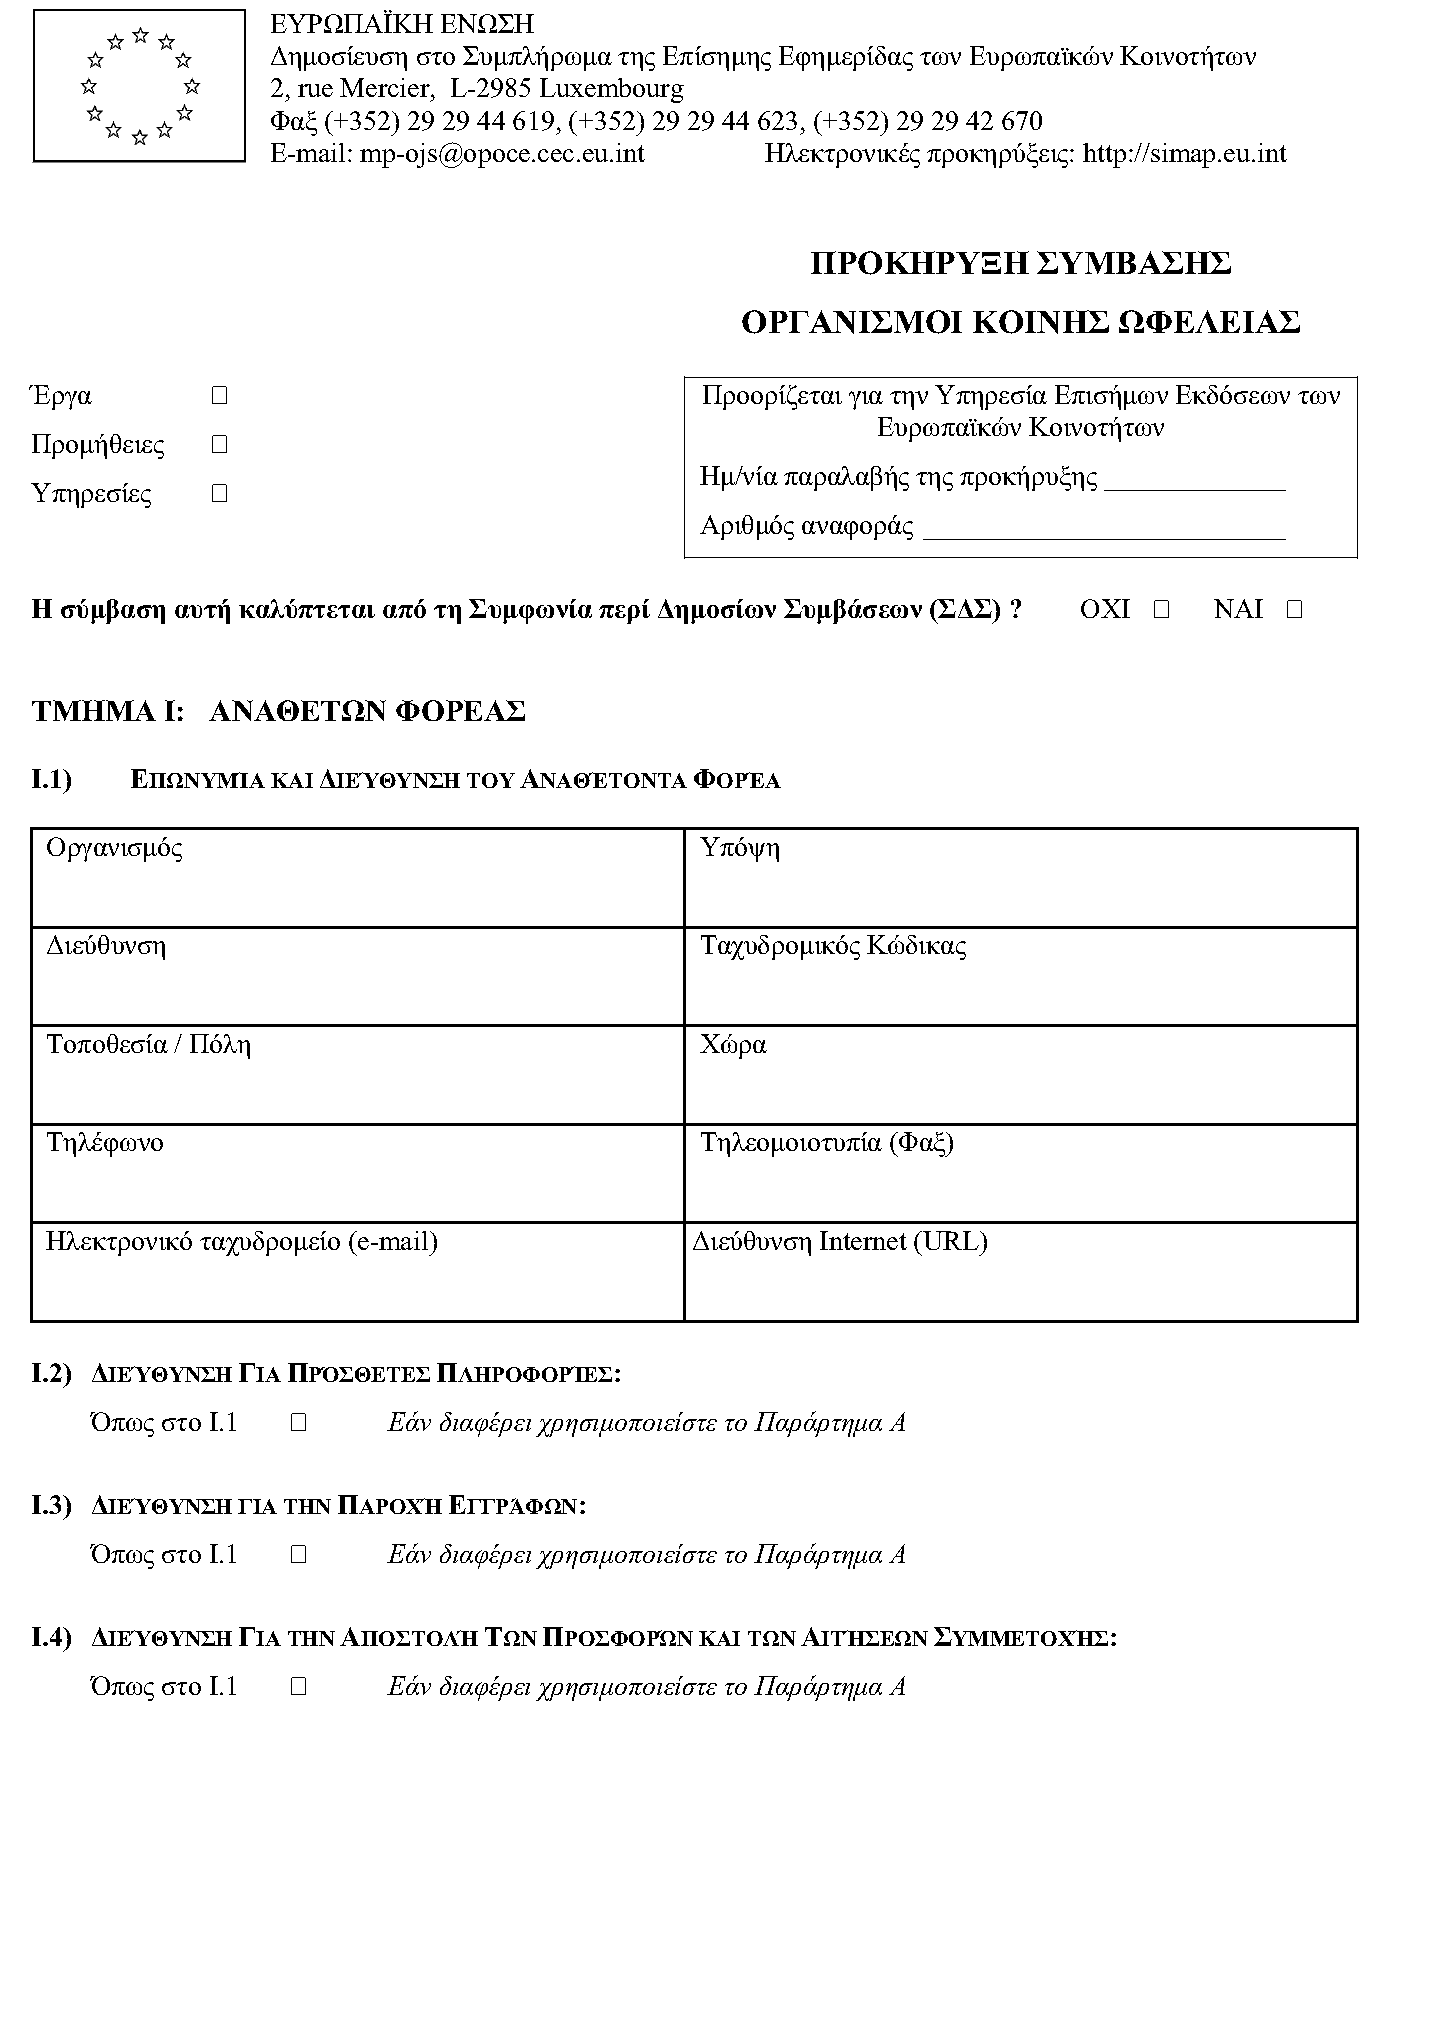 ΕΥΡΩΠΑΪΚΗ ΕΝΩΣΗ
Δημοσίευση στο Συμπλήρωμα της Επίσημης Εφημερίδας των Ευρωπαϊκών Κοινοτήτων
2, rue Mercier, L-2985 Luxembourg
Φαξ (+352) 29 29 44 619, (+352) 29 29 44 623, (+352) 29 29 42 670
E-mail: mp-ojs@opoce.cec.eu.int Ηλεκτρονικές προκηρύξεις: http://simap.eu.int
ΠΡΟΚΗΡΥΞΗ ΣΥΜΒΑΣΗΣ
ΟΡΓΑΝΙΣΜΟΙ ΚΟΙΝΗΣ ΩΦΕΛΕΙΑΣ
Έργα □
Προμήθειες □
Υπηρεσίες □
Προορίζεται για την Υπηρεσία Επισήμων Εκδόσεων των
Ευρωπαϊκών Κοινοτήτων
Ημ/νία παραλαβής της προκήρυξης _____________
Αριθμός αναφοράς __________________________
Η σύμβαση αυτή καλύπτεται από τη Συμφωνία περί Δημοσίων Συμβάσεων (ΣΔΣ) ? ΟΧΙ □ ΝΑΙ □
ΤΜΗΜΑ Ι: ΑΝΑΘΕΤΩΝ ΦΟΡΕΑΣ
Ι.1) ΕΠΩΝΥΜΊΑ ΚΑΙ ΔΙΕΎΘΥΝΣΗ ΤΟΥ ΑΝΑΘΈΤΟΝΤΑ ΦΟΡΈΑ
Οργανισμός Υπόψη
Διεύθυνση Ταχυδρομικός Κώδικας
Τοποθεσία / Πόλη Χώρα
Τηλέφωνο Τηλεομοιοτυπία (Φαξ)
Ηλεκτρονικό ταχυδρομείο (e-mail) Διεύθυνση Internet (URL)
Ι.2) ΔΙΕΎΘΥΝΣΗ ΓΙΑ ΠΡΌΣΘΕΤΕΣ ΠΛΗΡΟΦΟΡΊΕΣ:
Όπως στο Ι.1 □ Εάν διαφέρει χρησιμοποιείστε το Παράρτημα Α
Ι.3) ΔΙΕΎΘΥΝΣΗ ΓΙΑ ΤΗΝ ΠΑΡΟΧΉ ΕΓΓΡΆΦΩΝ:
Όπως στο Ι.1 □ Εάν διαφέρει χρησιμοποιείστε το Παράρτημα Α
Ι.4) ΔΙΕΎΘΥΝΣΗ ΓΙΑ ΤΗΝ ΑΠΟΣΤΟΛΉ ΤΩΝ ΠΡΟΣΦΟΡΏΝ ΚΑΙ ΤΩΝ ΑΙΤΉΣΕΩΝ ΣΥΜΜΕΤΟΧΉΣ:
Όπως στο Ι.1 □ Εάν διαφέρει χρησιμοποιείστε το Παράρτημα Α